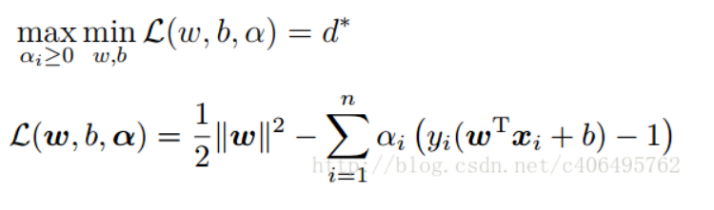 max min L(w, b, α) = d*
αᵢ≥0 w,b
L(w, b, α) = 1/2 ||w||² − ∑ᵢ₌₁ⁿ αᵢ (yᵢ(wᵀxᵢ + b) − 1)
http://blog.csdn.net/c406495762